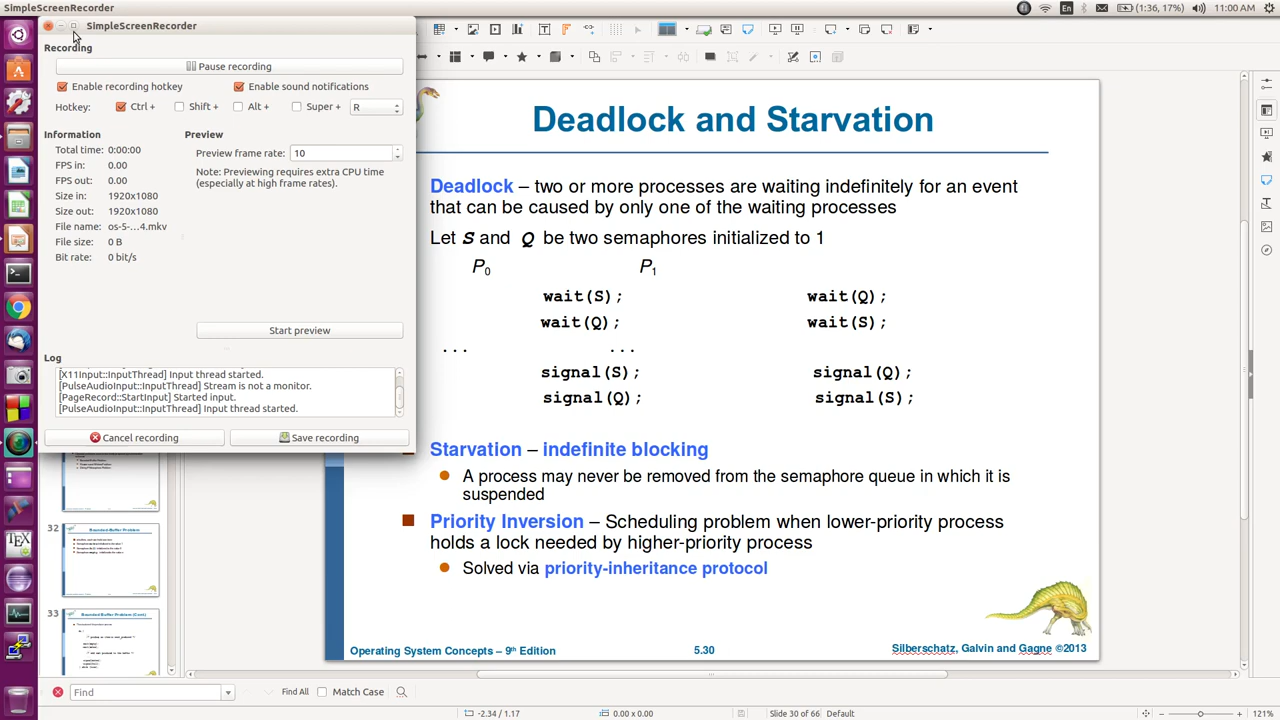 SimpleScreenRecorder
En
(1:36, 17%)
11:00 AM
SimpleScreenRecorder
Recording
Pause recording
Enable recording hotkey
Enable sound notifications
Hotkey:
Ctrl +
Shift +
Alt +
Super +
R
Information
Total time: 0:00:00
FPS in: 0.00
FPS out: 0.00
Size in: 1920x1080
Size out: 1920x1080
File name: os-5-...4.mkv
File size: 0 B
Bit rate: 0 bit/s
Preview
Preview frame rate: 10
Note: Previewing requires extra CPU time
(especially at high frame rates).
Start preview
Log
[X11Input::InputThread] Input thread started.
[PulseAudioInput::InputThread] Stream is not a monitor.
[PageRecord::StartInput] Started input.
[PulseAudioInput::InputThread] Input thread started.
Cancel recording
Save recording
Deadlock and Starvation
Deadlock – two or more processes are waiting indefinitely for an event
that can be caused by only one of the waiting processes
Let S and Q be two semaphores initialized to 1
P0 P1
wait(S); wait(Q);
wait(Q); wait(S);
... ...
signal(S); signal(Q);
signal(Q); signal(S);
Starvation – indefinite blocking
A process may never be removed from the semaphore queue in which it is
suspended
Priority Inversion – Scheduling problem when lower-priority process
holds a lock needed by higher-priority process
Solved via priority-inheritance protocol
Operating System Concepts – 9th Edition
5.30
Silberschatz, Galvin and Gagne ©2013
32
Bounded-Buffer Problem
33
Bounded Buffer Problem (Cont.)
TEX
Find
Find All
Match Case
-2.34 / 1.17
0.00 x 0.00
Slide 30 of 66
Default
121%